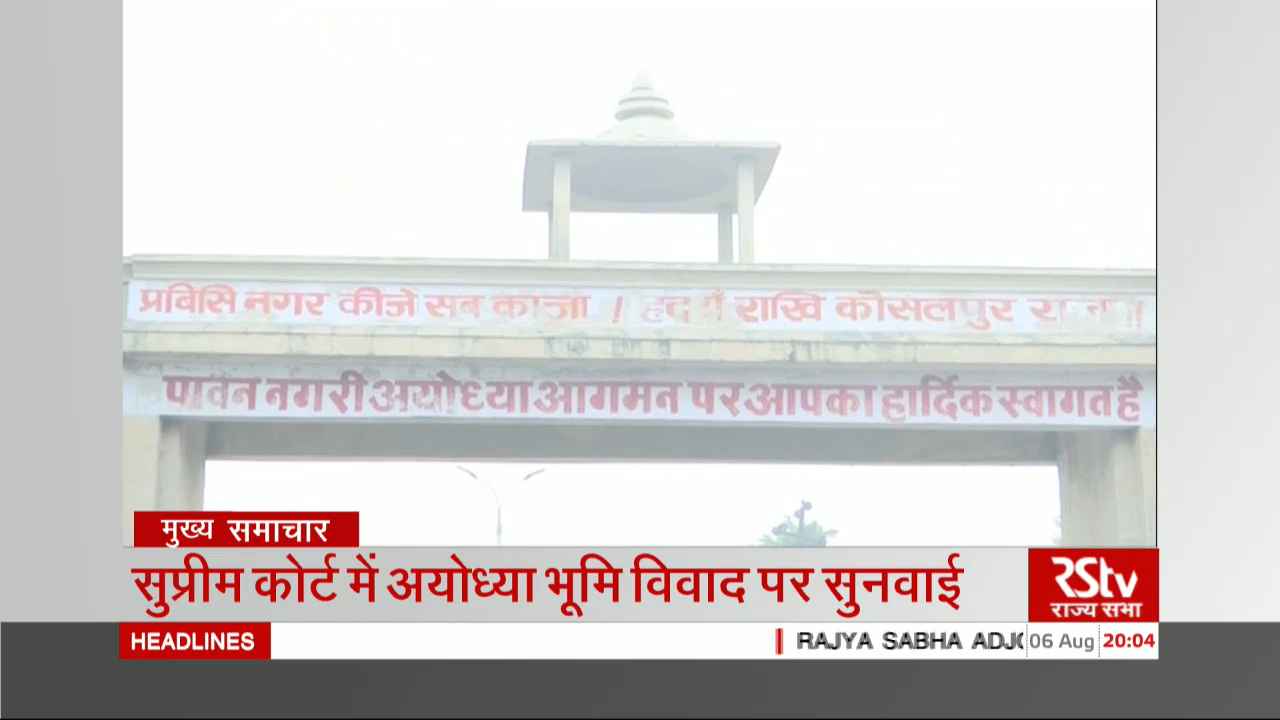 प्रबिसि नगर कीजे सब काजा । हृदयँ राखि कौसलपुर राजा ॥
पावन नगरी अयोध्या आगमन पर आपका हार्दिक स्वागत है
मुख्य समाचार
सुप्रीम कोर्ट में अयोध्या भूमि विवाद पर सुनवाई
RStv
राज्य सभा
HEADLINES
RAJYA SABHA ADJ
06 Aug
20:04